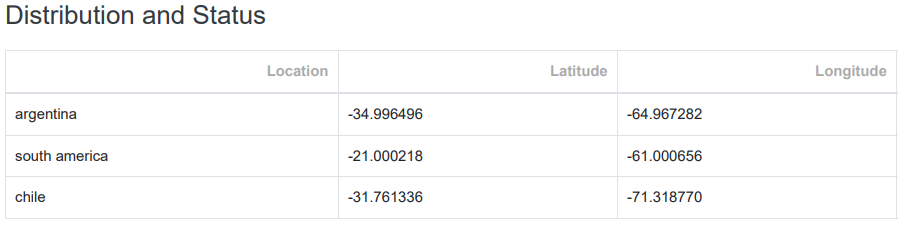 Distribution and Status
Location Latitude Longitude
argentina -34.996496 -64.967282
south america -21.000218 -61.000656
chile -31.761336 -71.318770